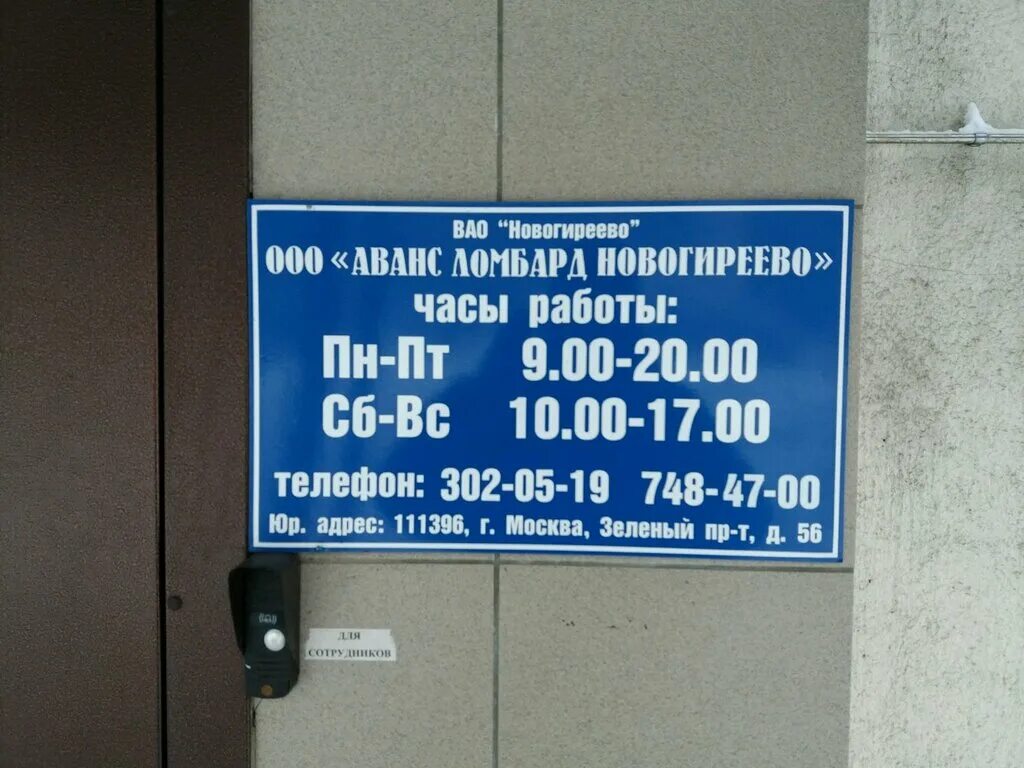 ВАО “Новогиреево”
ООО «АВАНС ЛОМБАРД НОВОГИРЕЕВО»
часы работы:
Пн-Пт 9.00-20.00
Сб-Вс 10.00-17.00
телефон: 302-05-19 748-47-00
Юр. адрес: 111396, г. Москва, Зеленый пр-т, д. 56
ДЛЯ
СОТРУДНИКОВ